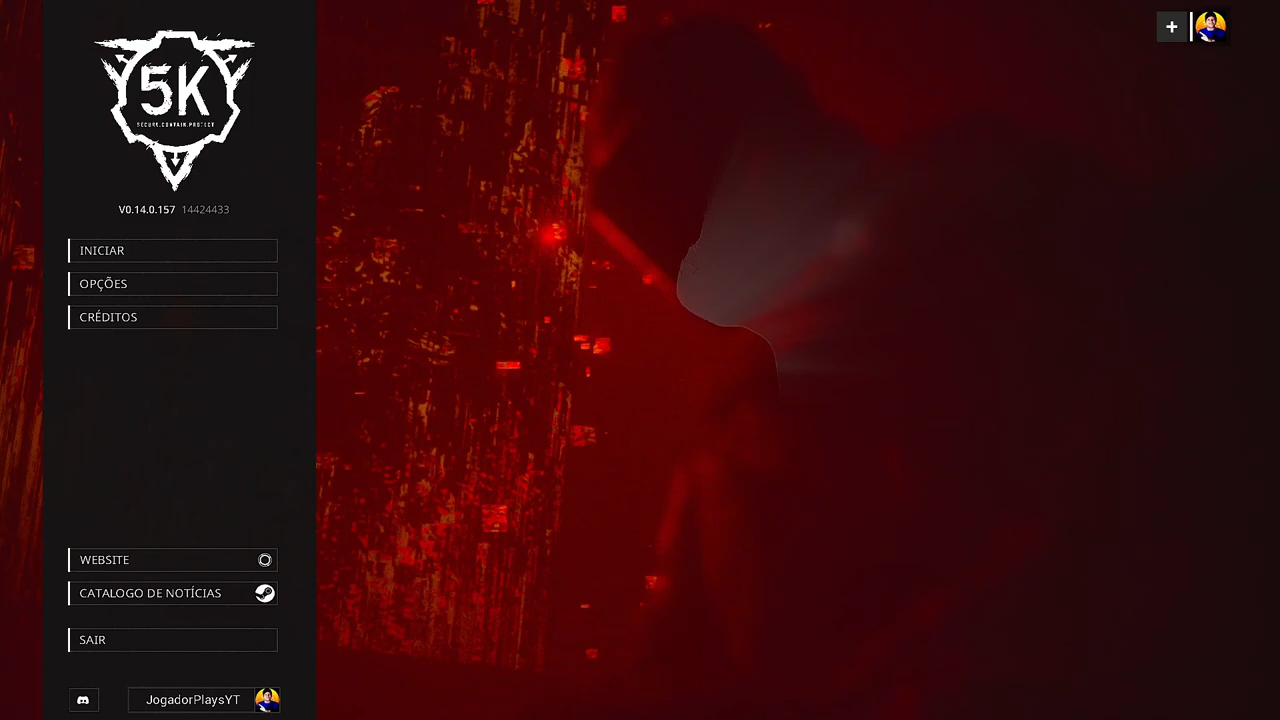 5K
SECURE.CONTAIN.PROTECT
V0.14.0.157 14424433
INICIAR
OPÇÕES
CRÉDITOS
WEBSITE
CATALOGO DE NOTÍCIAS
SAIR
JogadorPlaysYT